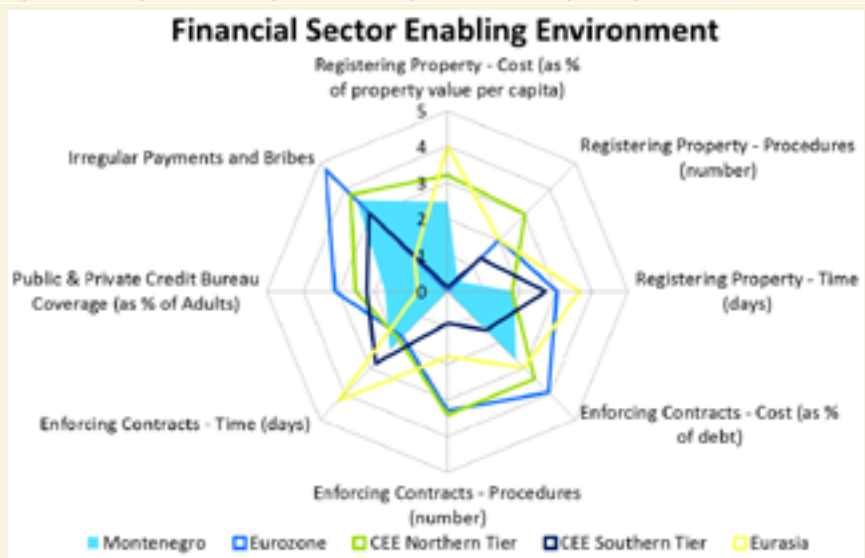 Financial Sector Enabling Environment
Registering Property - Cost (as %
of property value per capita)
5
4
3
2
1
0
Irregular Payments and Bribes
Registering Property - Procedures
(number)
Public & Private Credit Bureau
Coverage (as % of Adults)
Registering Property - Time
(days)
Enforcing Contracts - Time (days)
Enforcing Contracts - Cost (as %
of debt)
Enforcing Contracts - Procedures
(number)
Montenegro Eurozone CEE Northern Tier CEE Southern Tier Eurasia